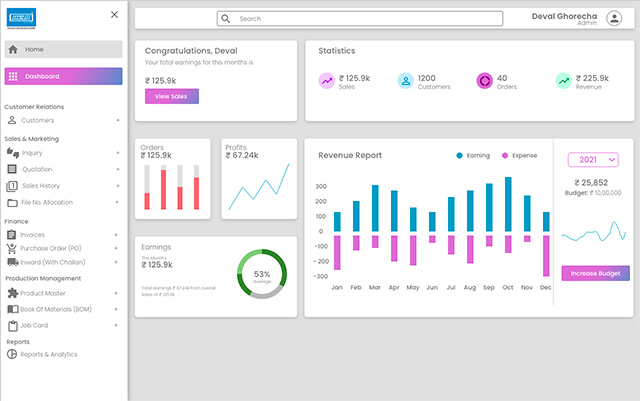 Home
Dashboard
Customer Relations
Customers +
Sales & Marketing
Inquiry +
Quotation +
Sales History +
File No. Allocation +
Finance
Invoices +
Purchase Order (PO) +
Inward (With Challan) +
Production Management
Product Master +
Book Of Materials (BOM) +
Job Card +
Reports
Reports & Analytics
Search
Deval Ghorecha
Admin
Congratulations, Deval
Your total earnings for this month is
₹ 125.9k
View Sales
Statistics
₹ 125.9k
Sales
1200
Customers
40
Orders
₹ 225.9k
Revenue
Orders
₹ 125.9k
Profits
₹ 67.24k
Earnings
This Month
₹ 125.9k
Total earnings ₹ 67.24k from overall
Sales of ₹ 125.9k
53%
Average
Revenue Report
Earning
Expense
300
200
100
0
-100
-200
-300
Jan Feb Mar Apr May Jun Jul Aug Sep Oct Nov Dec
2021
₹ 25,852
Budget: ₹ 10,00,000
Increase Budget